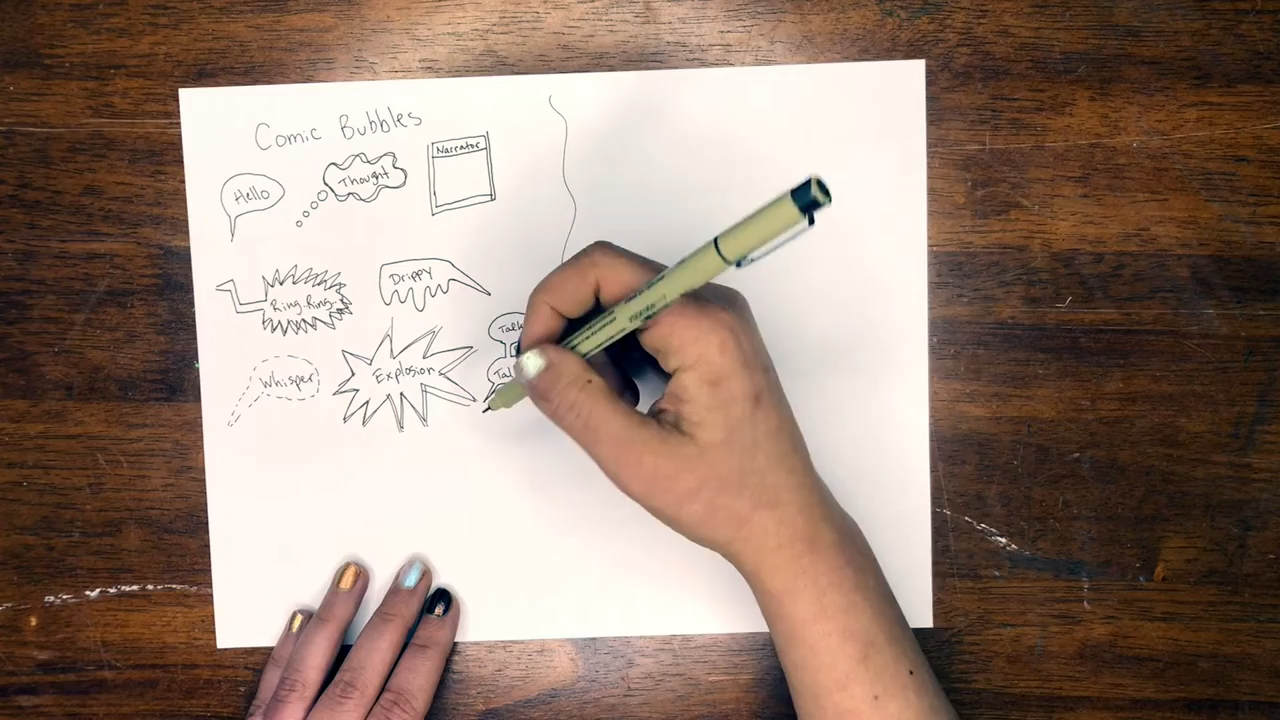 Comic Bubbles
Hello
Thought
Narrator
Ring-Ring-
Drippy
Whisper
Explosion